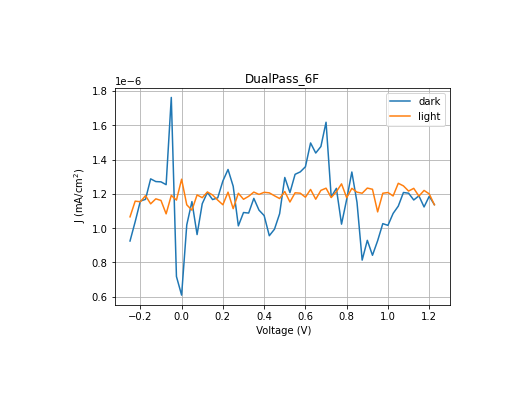 DualPass_6F
1e−6
1.8
1.6
1.4
1.2
1.0
0.8
0.6
J (mA/cm²)
dark
light
−0.2 0.0 0.2 0.4 0.6 0.8 1.0 1.2
Voltage (V)